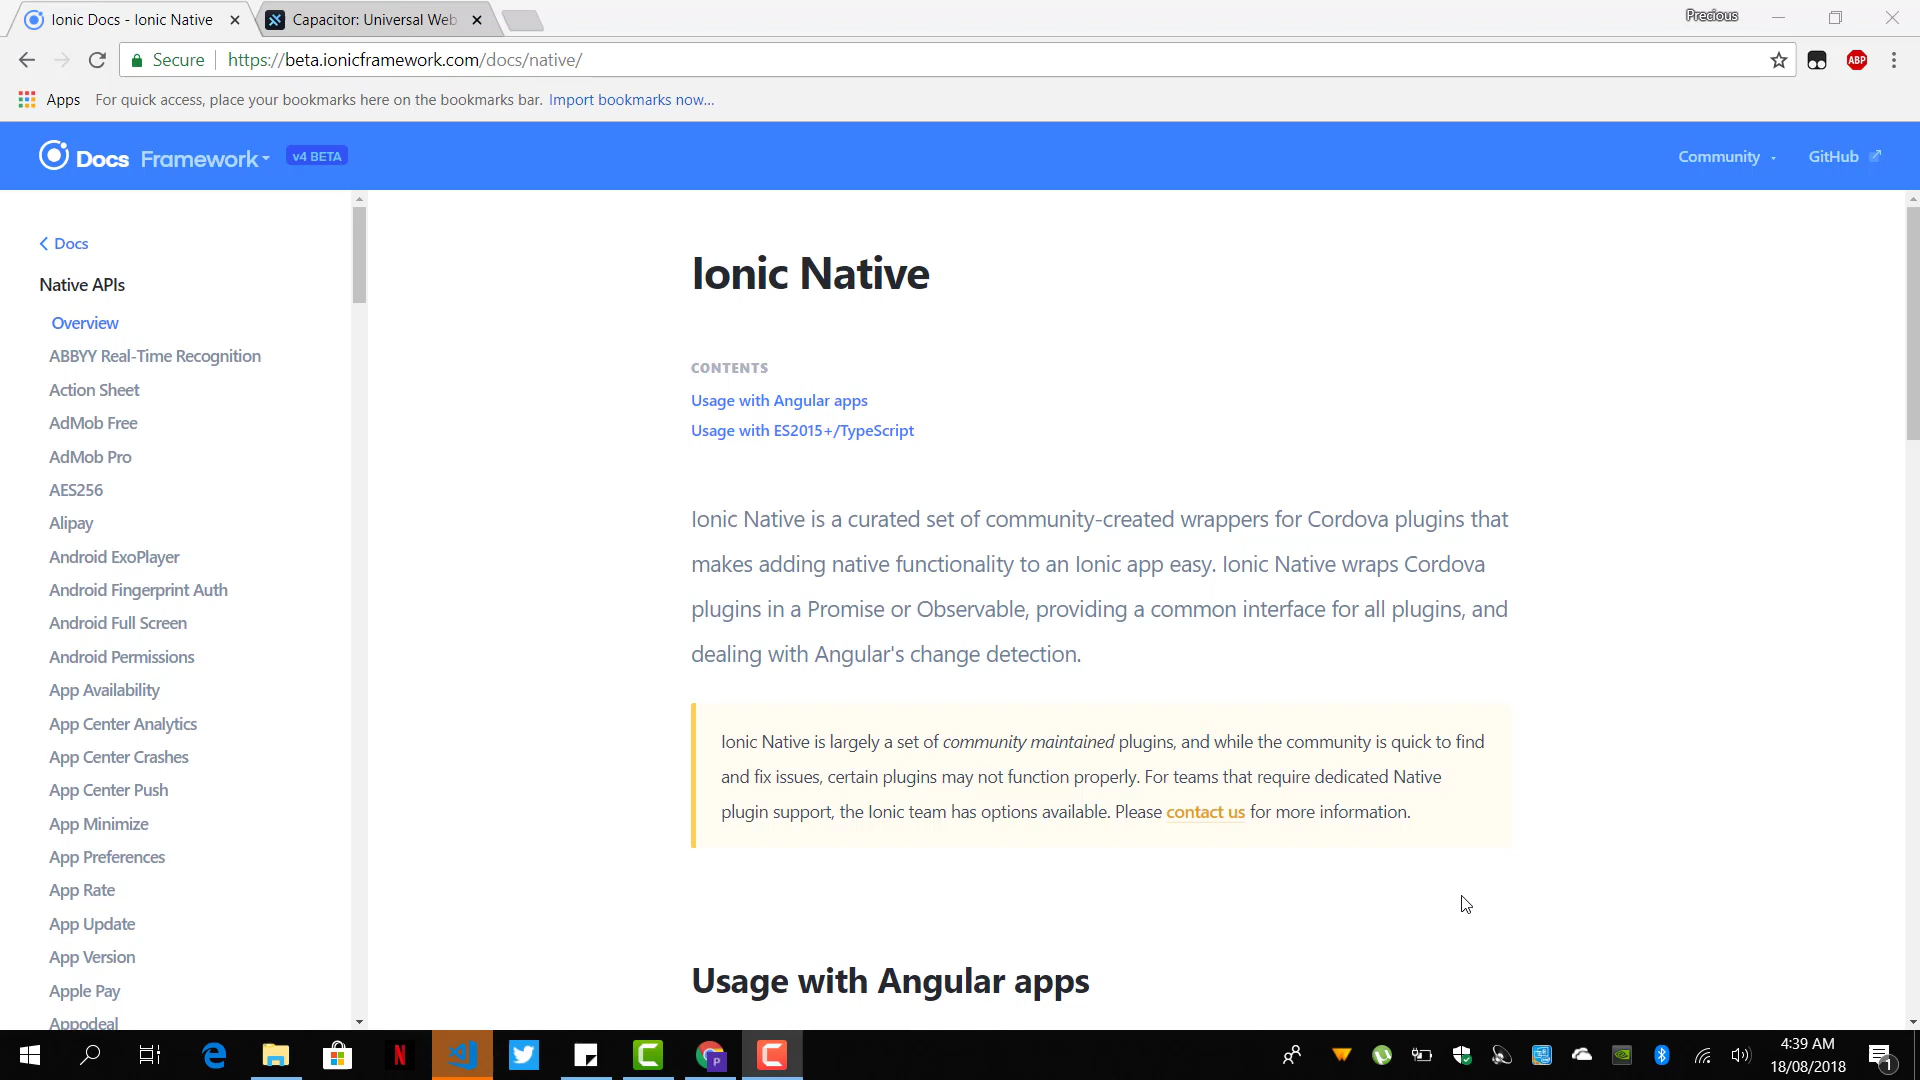 Ionic Docs - Ionic Native
Capacitor: Universal Web
Precious
Secure
https://beta.ionicframework.com/docs/native/
ABP
Apps
For quick access, place your bookmarks here on the bookmarks bar. Import bookmarks now...
Docs Framework
v4 BETA
Community
GitHub
Docs
Native APIs
Overview
ABBYY Real-Time Recognition
Action Sheet
AdMob Free
AdMob Pro
AES256
Alipay
Android ExoPlayer
Android Fingerprint Auth
Android Full Screen
Android Permissions
App Availability
App Center Analytics
App Center Crashes
App Center Push
App Minimize
App Preferences
App Rate
App Update
App Version
Apple Pay
Appodeal
Ionic Native
CONTENTS
Usage with Angular apps
Usage with ES2015+/TypeScript
Ionic Native is a curated set of community-created wrappers for Cordova plugins that
makes adding native functionality to an Ionic app easy. Ionic Native wraps Cordova
plugins in a Promise or Observable, providing a common interface for all plugins, and
dealing with Angular's change detection.
Ionic Native is largely a set of community maintained plugins, and while the community is quick to find
and fix issues, certain plugins may not function properly. For teams that require dedicated Native
plugin support, the Ionic team has options available. Please contact us for more information.
Usage with Angular apps
P
4:39 AM
18/08/2018
1